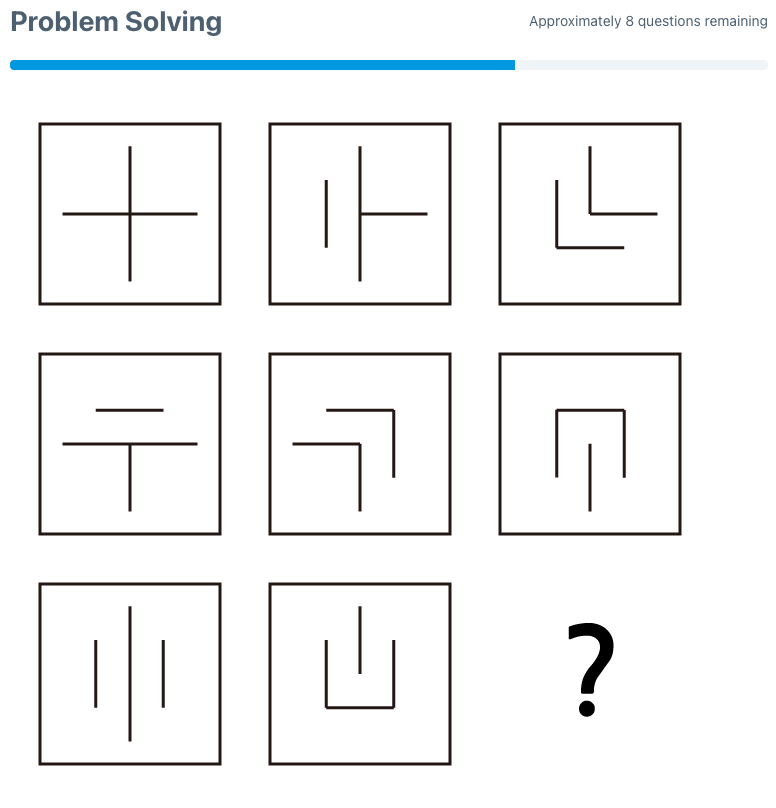 Problem Solving
Approximately 8 questions remaining
?